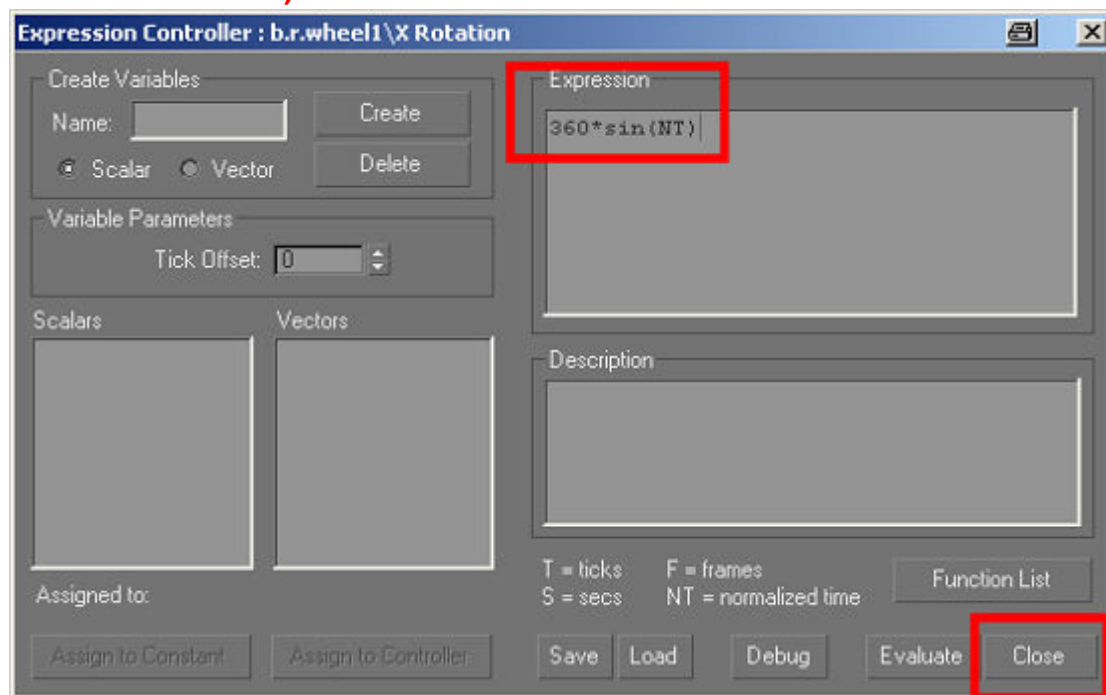 Expression Controller : b.r.wheel1\X Rotation
Create Variables
Name:
Create
Scalar
Vector
Delete
Variable Parameters
Tick Offset: 0
Scalars
Vectors
Assigned to:
Assign to Constant
Assign to Controller
Expression
360*sin(NT)
Description
T = ticks F = frames
S = secs NT = normalized time
Function List
Save
Load
Debug
Evaluate
Close